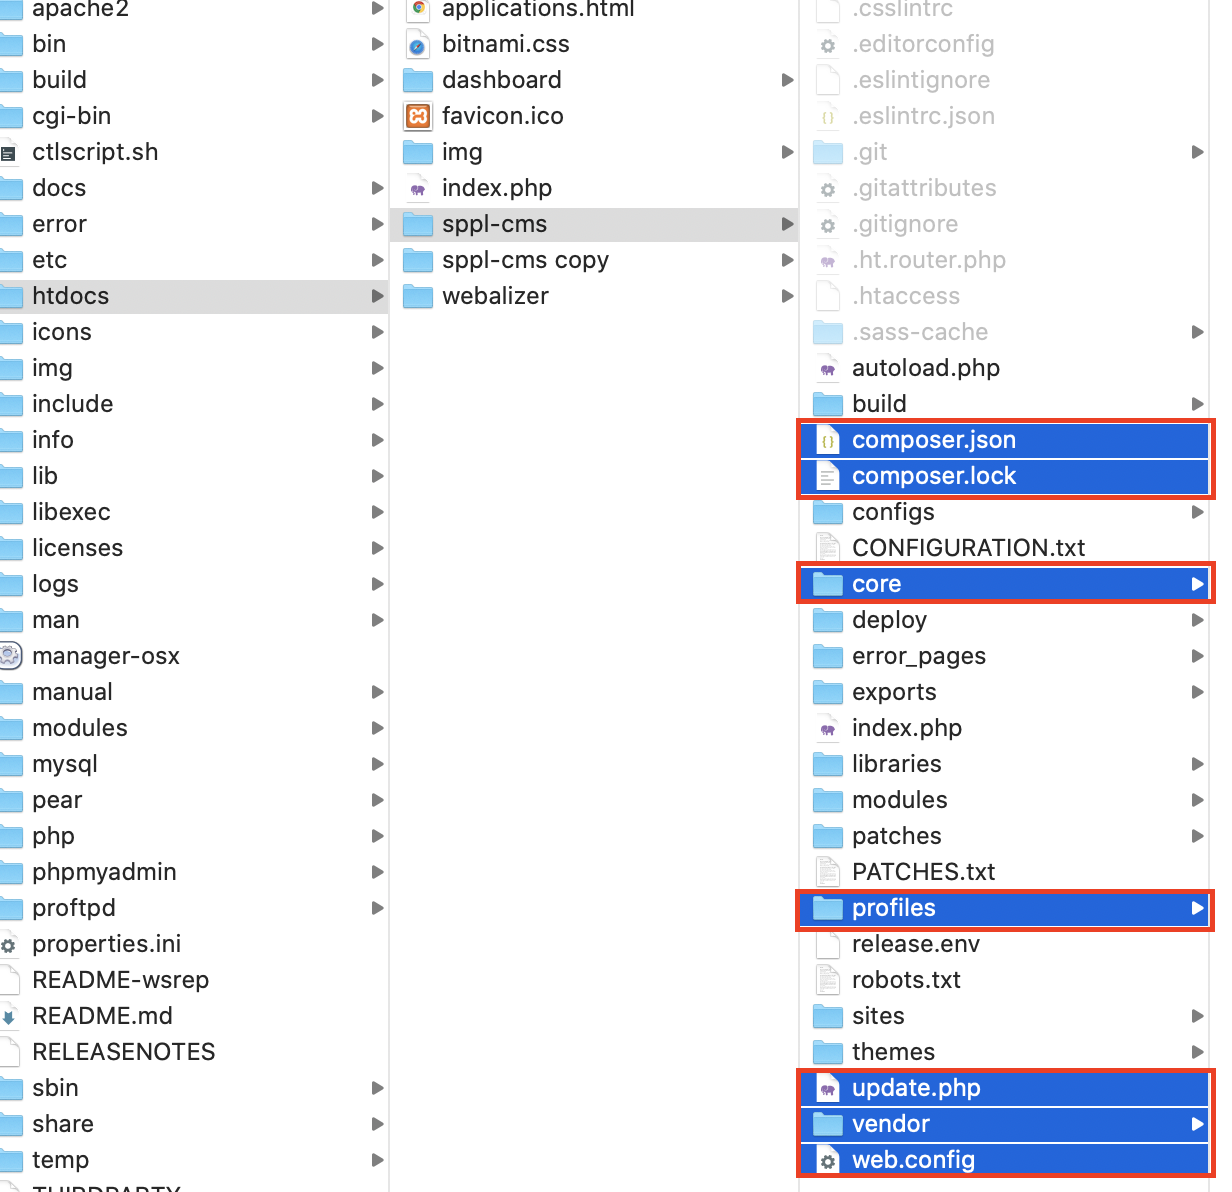 apache2
bin
build
cgi-bin
ctlscript.sh
docs
error
etc
htdocs
icons
img
include
info
lib
libexec
licenses
logs
man
manager-osx
manual
modules
mysql
pear
php
phpmyadmin
proftpd
properties.ini
README-wsrep
README.md
RELEASENOTES
sbin
share
temp
THIRDPARTY
applications.html
bitnami.css
dashboard
favicon.ico
img
index.php
sppl-cms
sppl-cms copy
webalizer
.csslintrc
.editorconfig
.eslintignore
.eslintrc.json
.git
.gitattributes
.gitignore
.ht.router.php
.htaccess
.sass-cache
autoload.php
build
composer.json
composer.lock
configs
CONFIGURATION.txt
core
deploy
error_pages
exports
index.php
libraries
modules
patches
PATCHES.txt
profiles
release.env
robots.txt
sites
themes
update.php
vendor
web.config